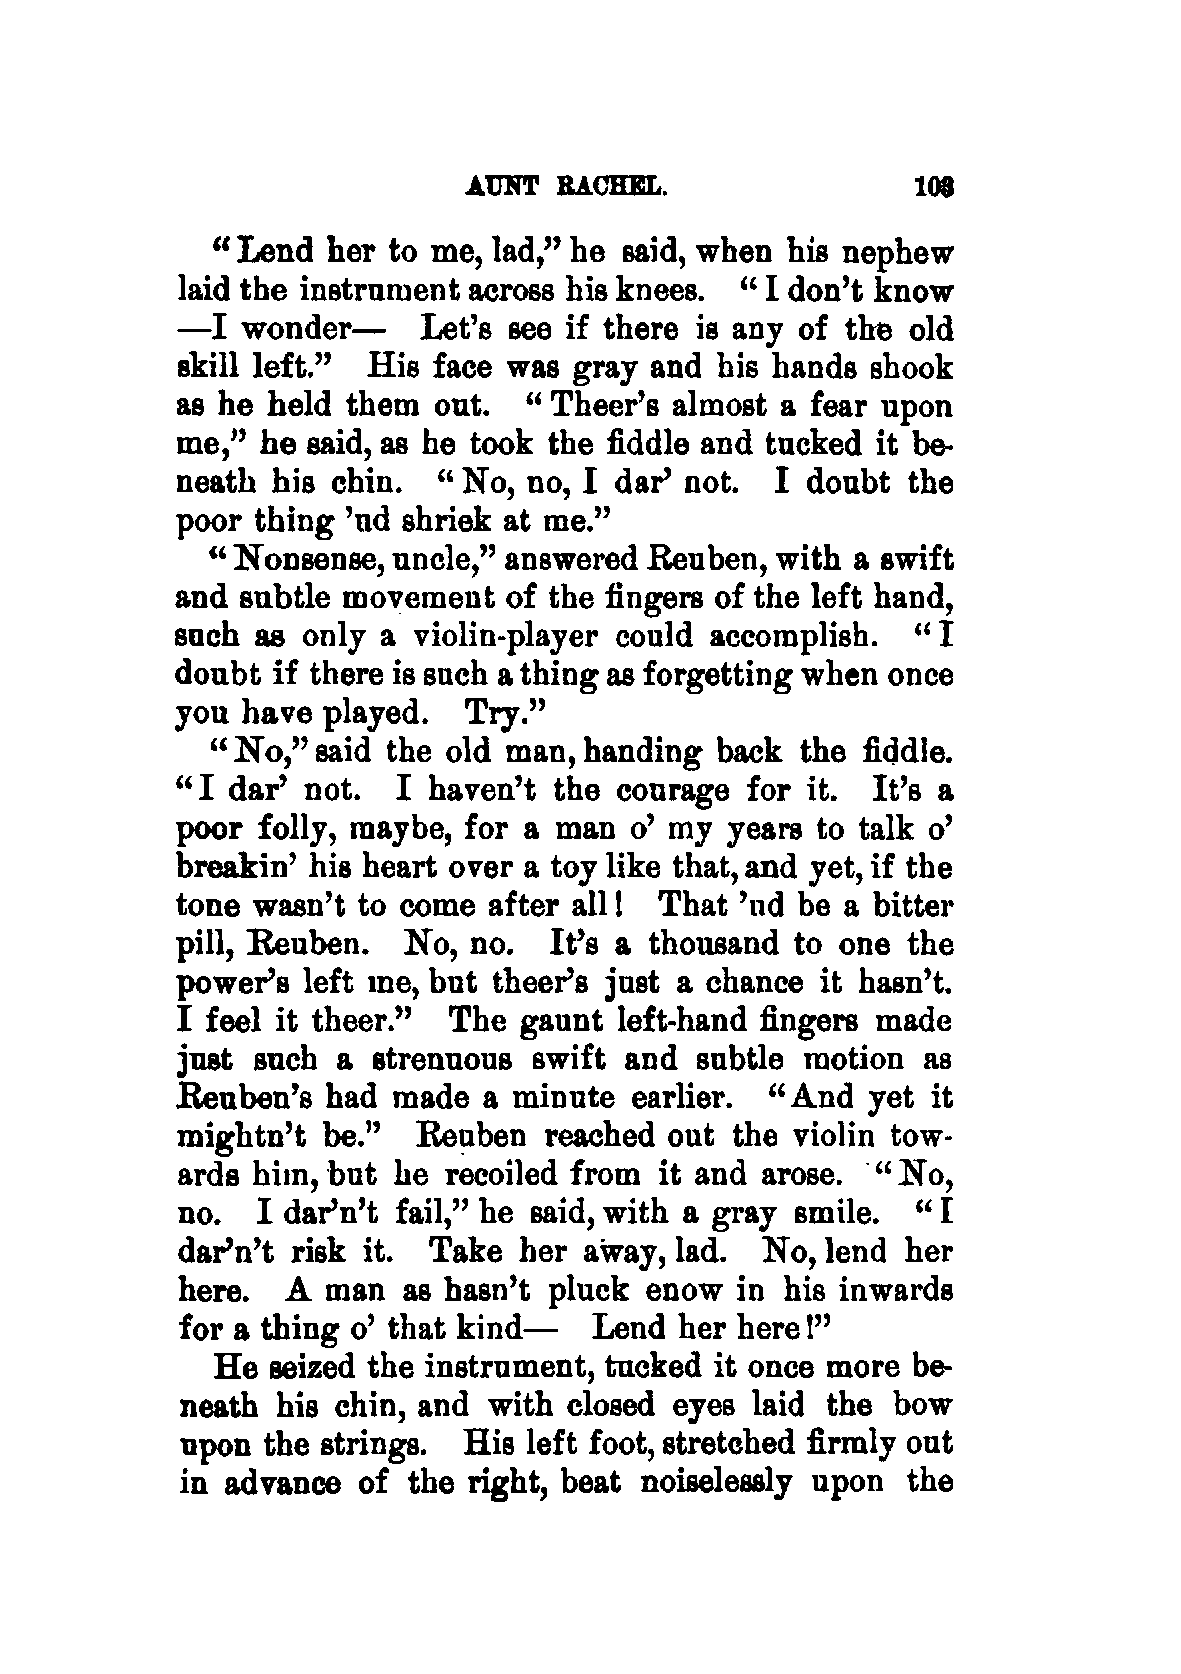 AUNT RACHEL. 103
“Lend her to me, lad,” he said, when his nephew
laid the instrument across his knees. “I don’t know
—I wonder— Let’s see if there is any of the old
skill left.” His face was gray and his hands shook
as he held them out. “Theer’s almost a fear upon
me,” he said, as he took the fiddle and tucked it be-
neath his chin. “No, no, I dar’ not. I doubt the
poor thing ’ud shriek at me.”
“Nonsense, uncle,” answered Reuben, with a swift
and subtle movement of the fingers of the left hand,
such as only a violin-player could accomplish. “I
doubt if there is such a thing as forgetting when once
you have played. Try.”
“No,” said the old man, handing back the fiddle.
“I dar’ not. I haven’t the courage for it. It’s a
poor folly, maybe, for a man o’ my years to talk o’
breakin’ his heart over a toy like that, and yet, if the
tone wasn’t to come after all! That ’ud be a bitter
pill, Reuben. No, no. It’s a thousand to one the
power’s left me, but theer’s just a chance it hasn’t.
I feel it theer.” The gaunt left-hand fingers made
just such a strenuous swift and subtle motion as
Reuben’s had made a minute earlier. “And yet it
mightn’t be.” Reuben reached out the violin tow-
ards him, but he recoiled from it and arose. “No,
no. I dar’n’t fail,” he said, with a gray smile. “I
dar’n’t risk it. Take her away, lad. No, lend her
here. A man as hasn’t pluck enow in his inwards
for a thing o’ that kind— Lend her here!”
He seized the instrument, tucked it once more be-
neath his chin, and with closed eyes laid the bow
upon the strings. His left foot, stretched firmly out
in advance of the right, beat noiselessly upon the